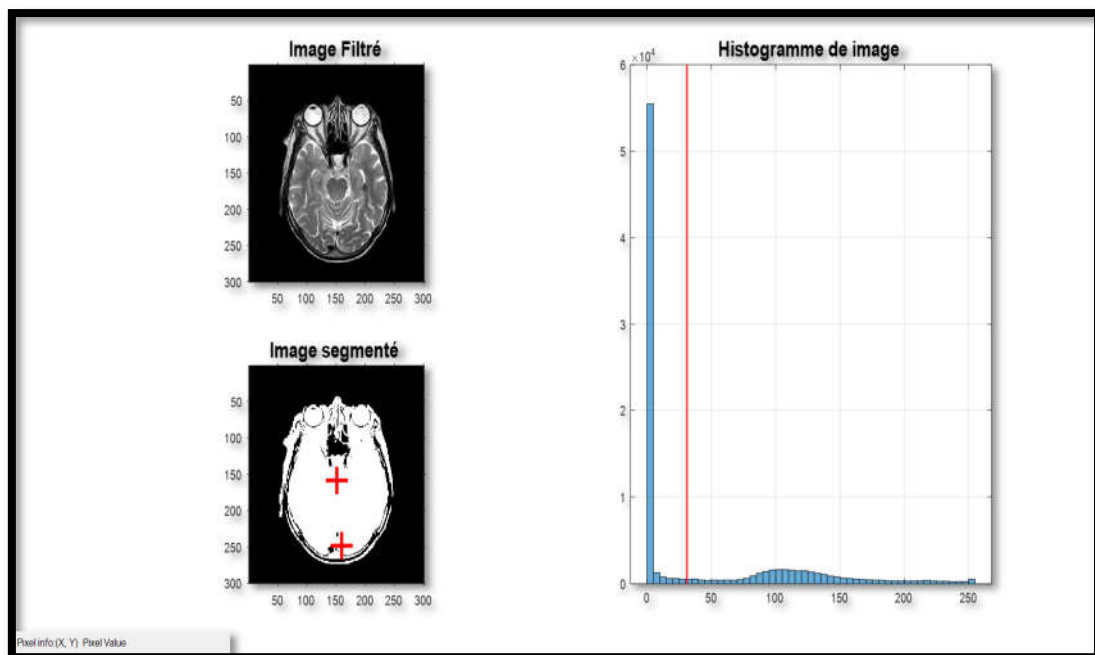 Image Filtré
50
100
150
200
250
300
50 100 150 200 250 300
Image segmenté
50
100
150
200
250
300
50 100 150 200 250 300
Histogramme de image
×10⁴
6
5
4
3
2
1
0
0 50 100 150 200 250
Pixel info:(X, Y) Pixel Value